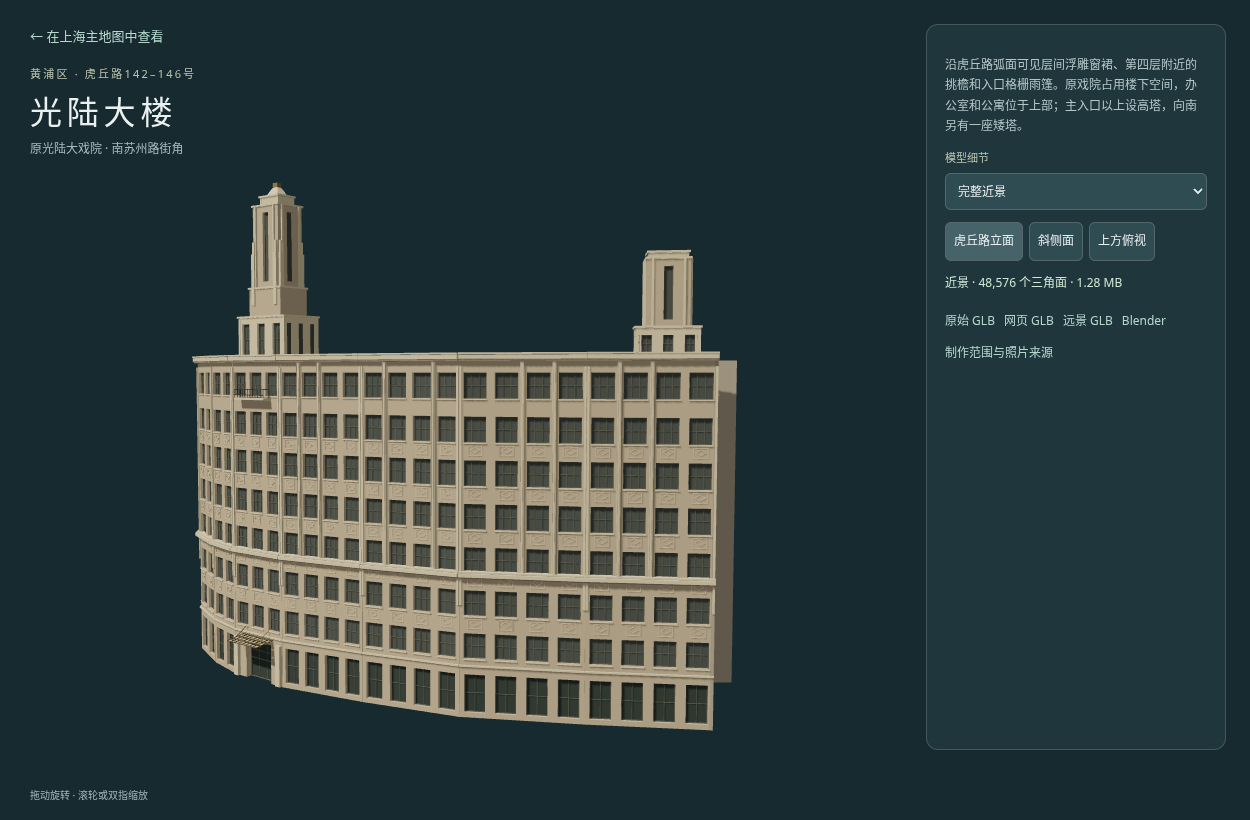 ← 在上海主地图中查看
黄浦区 · 虎丘路142–146号
光陆大楼
原光陆大戏院 · 南苏州路街角
沿虎丘路弧面可见层间浮雕窗裙、第四层附近的
挑檐和入口格栅雨篷。原戏院占用楼下空间，办
公室和公寓位于上部；主入口以上设高塔，向南
另有一座矮塔。
模型细节
完整近景
虎丘路立面 斜侧面 上方俯视
近景 · 48,576 个三角面 · 1.28 MB
原始 GLB 网页 GLB 远景 GLB Blender
制作范围与照片来源
拖动旋转 · 滚轮或双指缩放